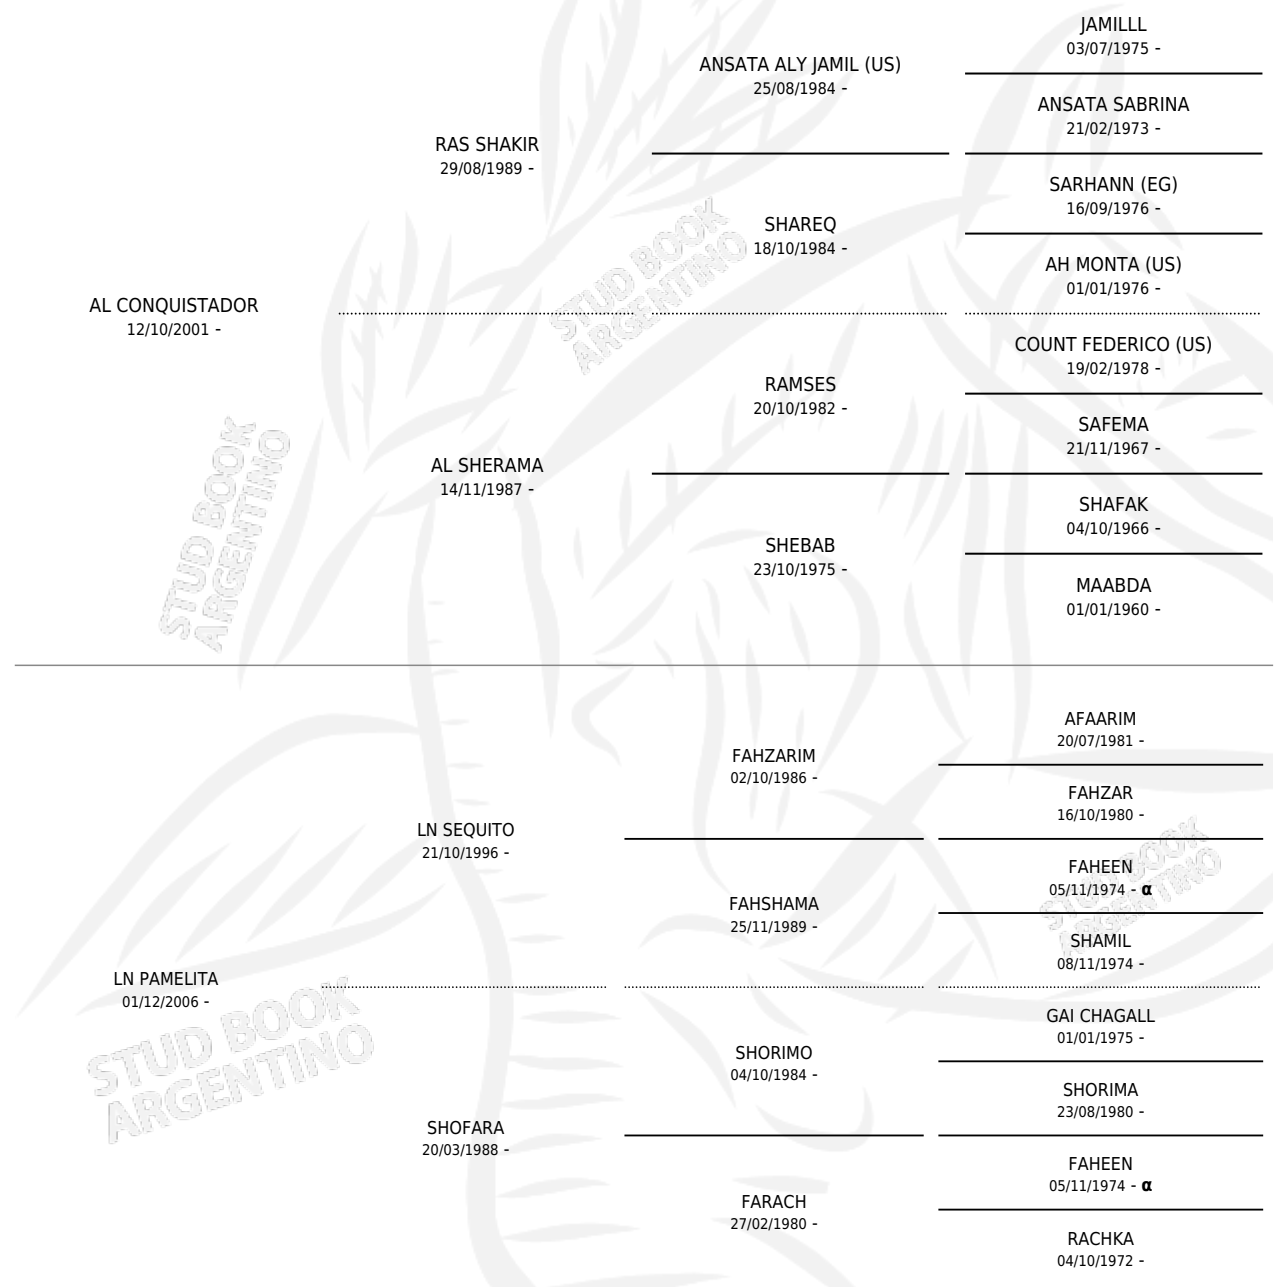 JAMILLL
03/07/1975 -
ANSATA ALY JAMIL (US)
25/08/1984 -
ANSATA SABRINA
21/02/1973 -
RAS SHAKIR
29/08/1989 -
SARHANN (EG)
16/09/1976 -
SHAREQ
18/10/1984 -
AH MONTA (US)
01/01/1976 -
AL CONQUISTADOR
12/10/2001 -
COUNT FEDERICO (US)
19/02/1978 -
RAMSES
20/10/1982 -
SAFEMA
21/11/1967 -
AL SHERAMA
14/11/1987 -
SHAFAK
04/10/1966 -
SHEBAB
23/10/1975 -
MAABDA
01/01/1960 -
STUD BOOK
ARGENTINO
STUD BOOK
ARGENTINO
AFAARIM
20/07/1981 -
FAHZARIM
02/10/1986 -
FAHZAR
16/10/1980 -
LN SEQUITO
21/10/1996 -
FAHEEN
05/11/1974 - α
FAHSHAMA
25/11/1989 -
SHAMIL
08/11/1974 -
LN PAMELITA
01/12/2006 -
GAI CHAGALL
01/01/1975 -
SHORIMO
04/10/1984 -
SHORIMA
23/08/1980 -
SHOFARA
20/03/1988 -
FAHEEN
05/11/1974 - α
FARACH
27/02/1980 -
RACHKA
04/10/1972 -
STUD BOOK
ARGENTINO
STUD BOOK
ARGENTINO